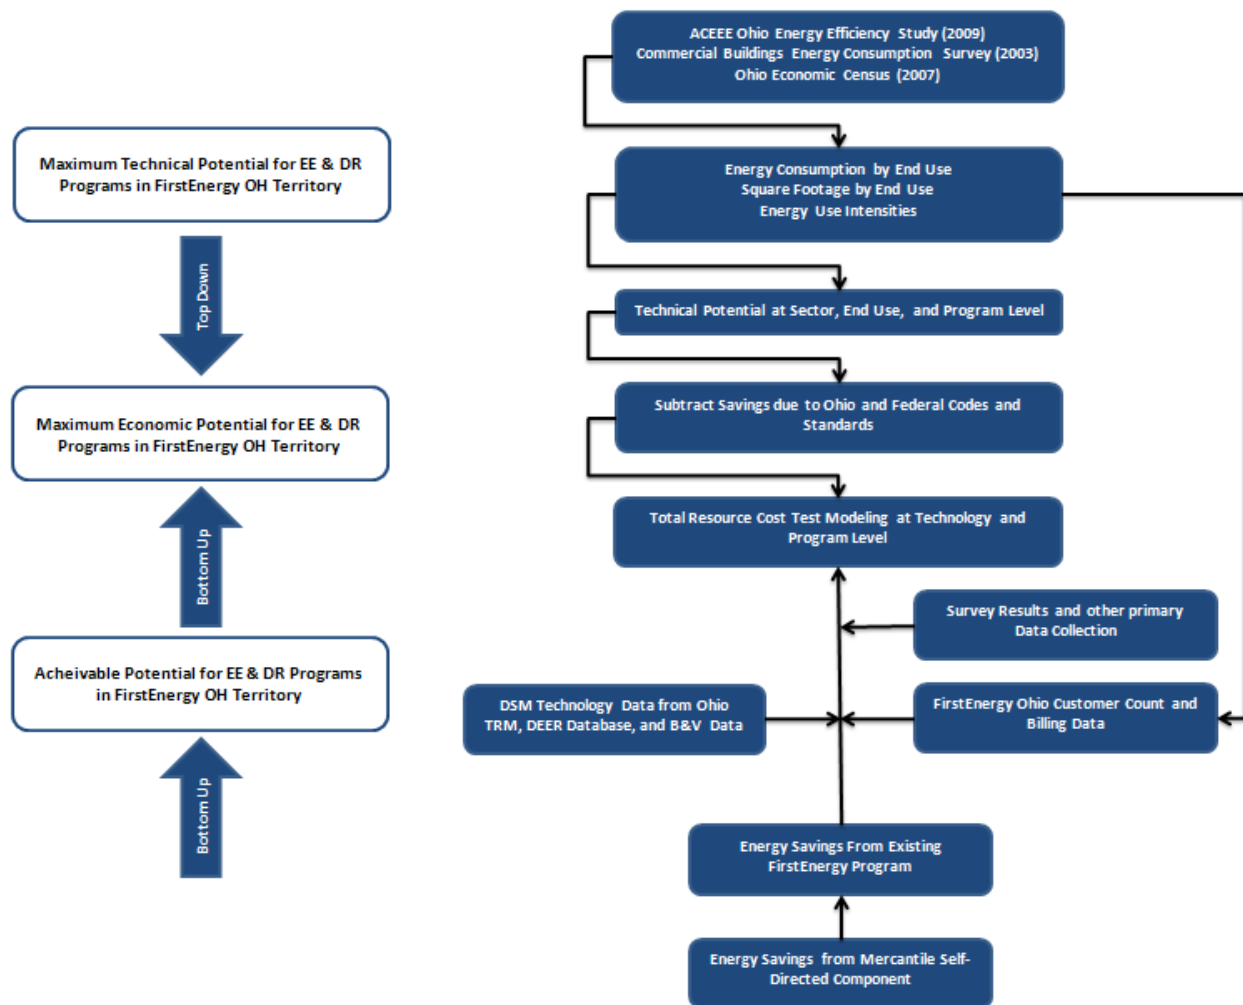 Maximum Technical Potential for EE & DR
Programs in FirstEnergy OH Territory
Top Down
Maximum Economic Potential for EE & DR
Programs in FirstEnergy OH Territory
Bottom Up
Acheivable Potential for EE & DR Programs
in FirstEnergy OH Territory
Bottom Up
ACEEE Ohio Energy Efficiency Study (2009)
Commercial Buildings Energy Consumption Survey (2003)
Ohio Economic Census (2007)
Energy Consumption by End Use
Square Footage by End Use
Energy Use Intensities
Technical Potential at Sector, End Use, and Program Level
Subtract Savings due to Ohio and Federal Codes and
Standards
Total Resource Cost Test Modeling at Technology and
Program Level
Survey Results and other primary
Data Collection
DSM Technology Data from Ohio
TRM, DEER Database, and B&V Data
FirstEnergy Ohio Customer Count and
Billing Data
Energy Savings From Existing
FirstEnergy Program
Energy Savings from Mercantile Self-
Directed Component